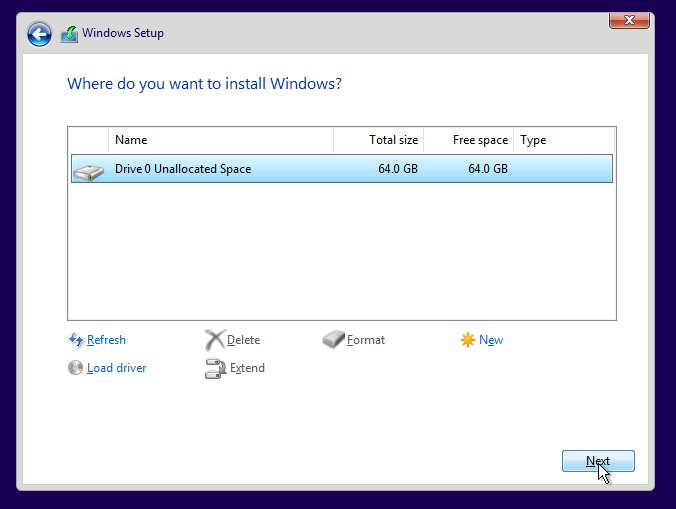 Windows Setup
Where do you want to install Windows?
Name Total size Free space Type
Drive 0 Unallocated Space 64.0 GB 64.0 GB
Refresh Delete Format New
Load driver Extend
Next